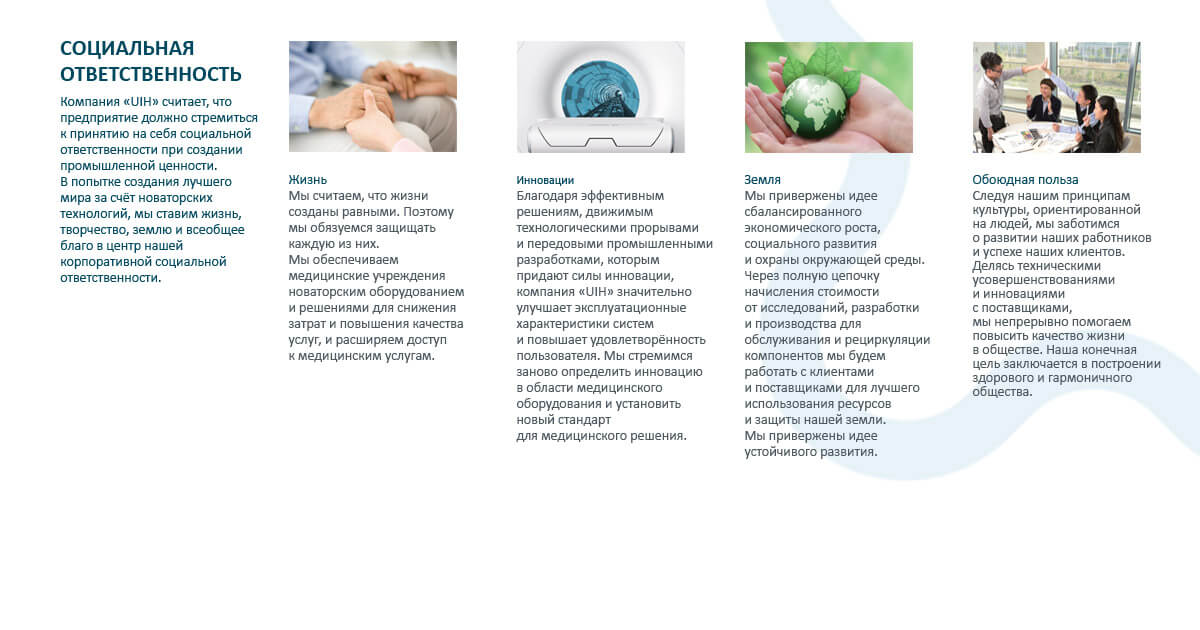 СОЦИАЛЬНАЯ
ОТВЕТСТВЕННОСТЬ
Компания «UIH» считает, что
предприятие должно стремиться
к принятию на себя социальной
ответственности при создании
промышленной ценности.
В попытке создания лучшего
мира за счёт новаторских
технологий, мы ставим жизнь,
творчество, землю и всеобщее
благо в центр нашей
корпоративной социальной
ответственности.
Жизнь
Мы считаем, что жизни
созданы равными. Поэтому
мы обязуемся защищать
каждую из них.
Мы обеспечиваем
медицинские учреждения
новаторским оборудованием
и решениями для снижения
затрат и повышения качества
услуг, и расширяем доступ
к медицинским услугам.
Инновации
Благодаря эффективным
решениям, движимым
технологическими прорывами
и передовыми промышленными
разработками, которым
придают силы инновации,
компания «UIH» значительно
улучшает эксплуатационные
характеристики систем
и повышает удовлетворённость
пользователя. Мы стремимся
заново определить инновацию
в области медицинского
оборудования и установить
новый стандарт
для медицинского решения.
Земля
Мы привержены идее
сбалансированного
экономического роста,
социального развития
и охраны окружающей среды.
Через полную цепочку
начисления стоимости
от исследований, разработки
и производства для
обслуживания и рециркуляции
компонентов мы будем
работать с клиентами
и поставщиками для лучшего
использования ресурсов
и защиты нашей земли.
Мы привержены идее
устойчивого развития.
Обоюдная польза
Следуя нашим принципам
культуры, ориентированной
на людей, мы заботимся
о развитии наших работников
и успехе наших клиентов.
Делясь техническими
усовершенствованиями
и инновациями
с поставщиками,
мы непрерывно помогаем
повысить качество жизни
в обществе. Наша конечная
цель заключается в построении
здорового и гармоничного
общества.